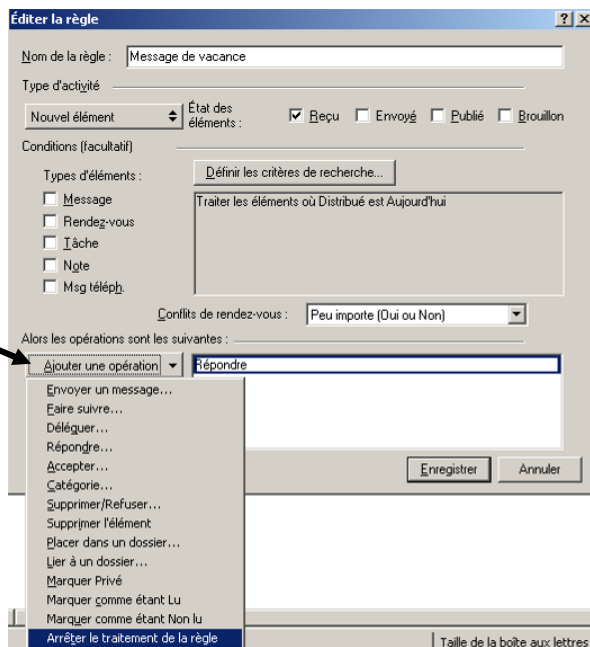 Éditer la règle
Nom de la règle : Message de vacance
Type d'activité
Nouvel élément État des éléments : Reçu Envoyé Publié Brouillon
Conditions (facultatif)
Types d'éléments : Définir les critères de recherche...
Message Traiter les éléments où Distribué est Aujourd'hui
Rendez-vous
Tâche
Note
Msg téléph.
Conflits de rendez-vous : Peu importe (Oui ou Non)
Alors les opérations sont les suivantes :
Ajouter une opération Répondre
Envoyer un message...
Faire suivre...
Déléguer...
Répondre...
Accepter...
Catégorie...
Enregistrer Annuler
Supprimer/Refuser...
Supprimer l'élément
Placer dans un dossier...
Lier à un dossier...
Marquer Privé
Marquer comme étant Lu
Marquer comme étant Non lu
Arrêter le traitement de la règle
Taille de la boîte aux lettres